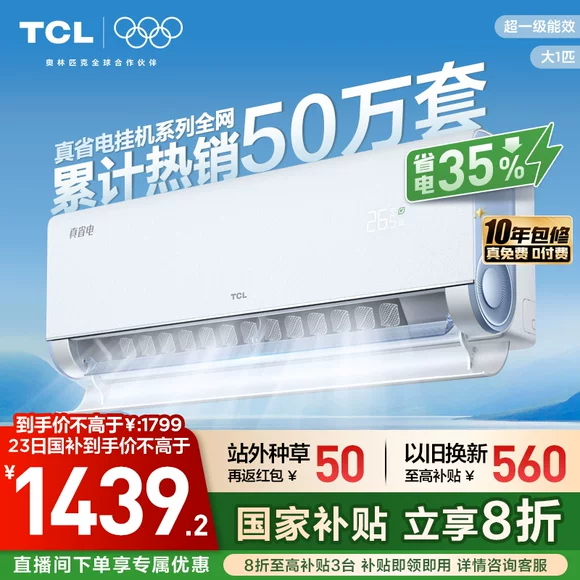 TCL
奥林匹克全球合作伙伴
超一级能效
大1匹
真省电挂机系列全网
累计热销50万套
省电35%
10年包修
真免费 0付费
真省电
26.5
TCL
到手价不高于¥:1799
23日国补到手价不高于
¥1439.2
直播间下单享专属优惠
站外种草
再返红包¥50
以旧换新
至高补贴¥560
国家补贴 立享8折
8折至高补贴3台 补贴即领即用 详情咨询客服